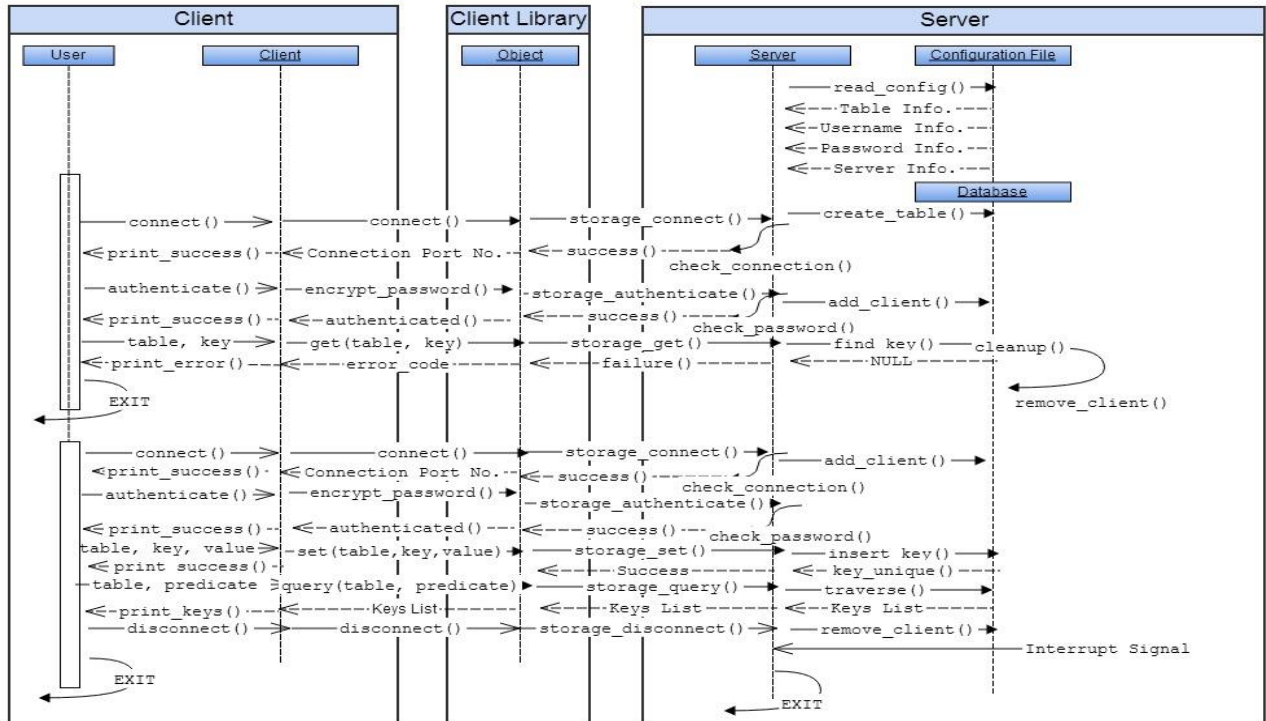 Client Client Library Server
User Client Object Server Configuration File
read_config()
Table Info.
Username Info.
Password Info.
Server Info.
Database
connect() connect() storage_connect() create_table()
print_success() Connection Port No. success()
check_connection()
authenticate() encrypt_password() storage_authenticate() add_client()
print_success() authenticated() success()
check_password()
table, key get(table, key) storage_get() find key() cleanup()
print_error() error_code failure() NULL
EXIT remove_client()
connect() connect() storage_connect() add_client()
print_success() Connection Port No. success()
check_connection()
authenticate() encrypt_password() storage_authenticate()
print_success() authenticated() success()
check_password()
table, key, value set(table,key,value) storage_set() insert key()
print success() Success key_unique()
table, predicate query(table, predicate) storage_query() traverse()
print_keys() Keys List Keys List Keys List
disconnect() disconnect() storage_disconnect() remove_client()
Interrupt Signal
EXIT
EXIT